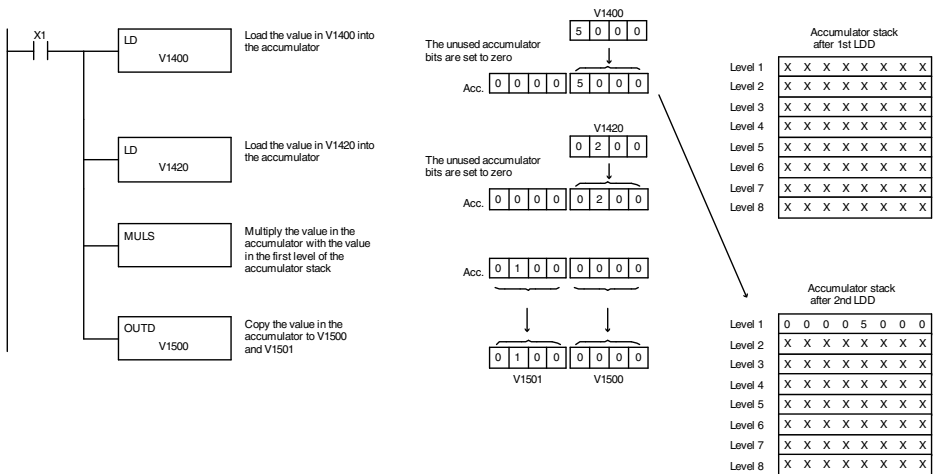 X1
LD
V1400
Load the value in V1400 into
the accumulator
LD
V1420
Load the value in V1420 into
the accumulator
MULS
Multiply the value in the
accumulator with the value
in the first level of the
accumulator stack
OUTD
V1500
Copy the value in the
accumulator to V1500
and V1501
V1400
5 0 0 0
The unused accumulator
bits are set to zero
Acc. 0 0 0 0 5 0 0 0
V1420
0 2 0 0
The unused accumulator
bits are set to zero
Acc. 0 0 0 0 0 2 0 0
Acc. 0 1 0 0 0 0 0 0
0 1 0 0 0 0 0 0
V1501 V1500
Accumulator stack
after 1st LDD
Level 1 X X X X X X X X
Level 2 X X X X X X X X
Level 3 X X X X X X X X
Level 4 X X X X X X X X
Level 5 X X X X X X X X
Level 6 X X X X X X X X
Level 7 X X X X X X X X
Level 8 X X X X X X X X
Accumulator stack
after 2nd LDD
Level 1 0 0 0 0 5 0 0 0
Level 2 X X X X X X X X
Level 3 X X X X X X X X
Level 4 X X X X X X X X
Level 5 X X X X X X X X
Level 6 X X X X X X X X
Level 7 X X X X X X X X
Level 8 X X X X X X X X